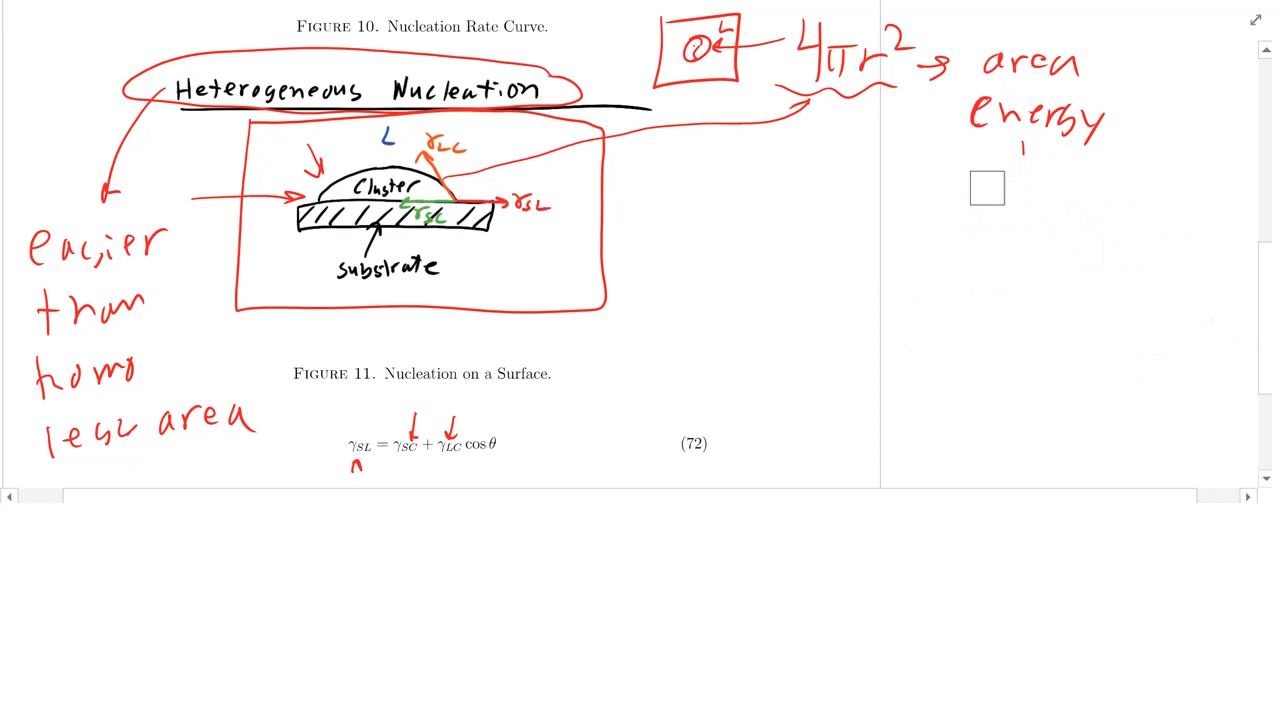 FIGURE 10. Nucleation Rate Curve.
L
4πr² → area
energy
Heterogeneous Nucleation
L
γLC
Cluster
γSL
γSC
substrate
easier
than
homo
less area
FIGURE 11. Nucleation on a Surface.
γSL = γSC + γLC cos θ (72)